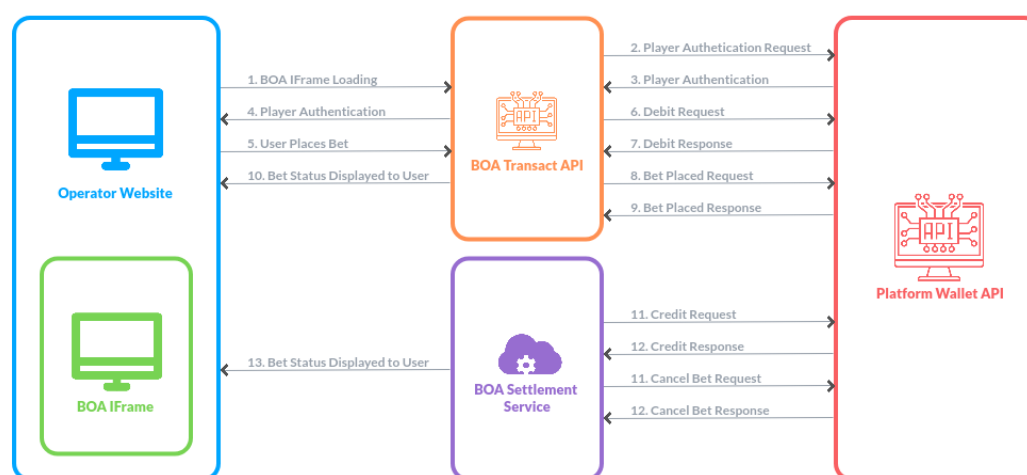 2. Player Authetication Request
1. BOA IFrame Loading
3. Player Authentication
4. Player Authentication
6. Debit Request
API
5. User Places Bet
7. Debit Response
BOA Transact API
10. Bet Status Displayed to User
8. Bet Placed Request
Operator Website
9. Bet Placed Response
API
Platform Wallet API
11. Credit Request
12. Credit Response
13. Bet Status Displayed to User
11. Cancel Bet Request
BOA Settlement
Service
BOA IFrame
12. Cancel Bet Response